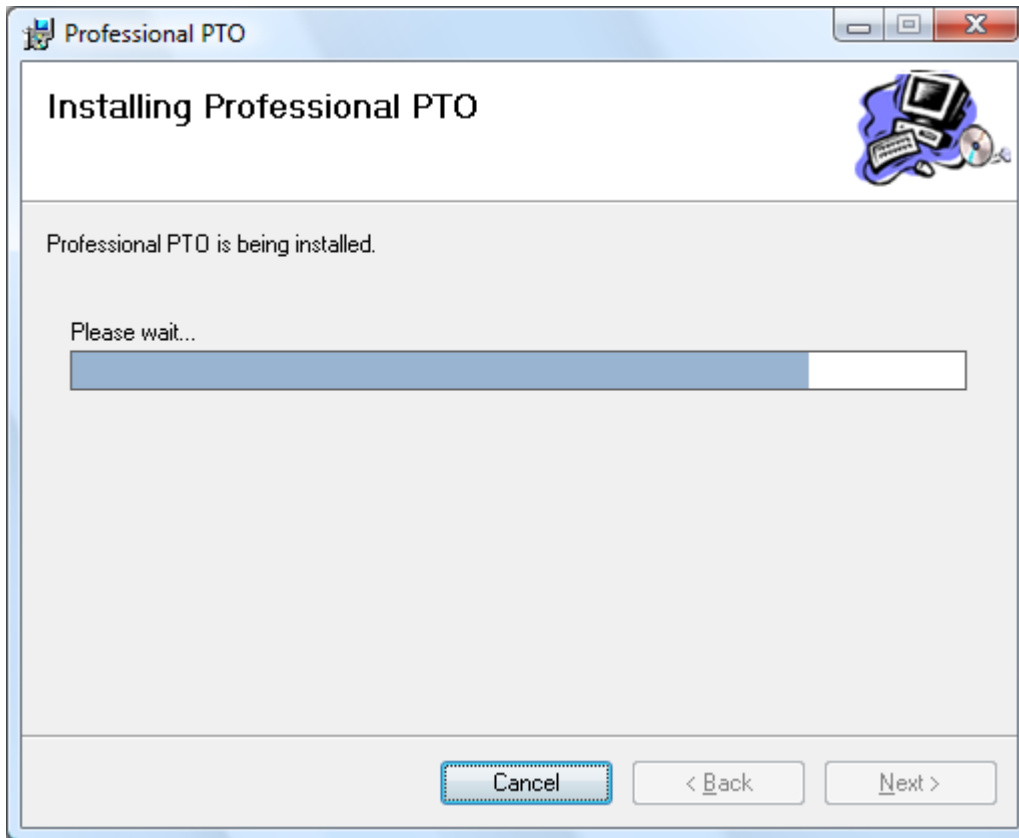 Professional PTO
Installing Professional PTO
Professional PTO is being installed.
Please wait...
Cancel
< Back
Next >